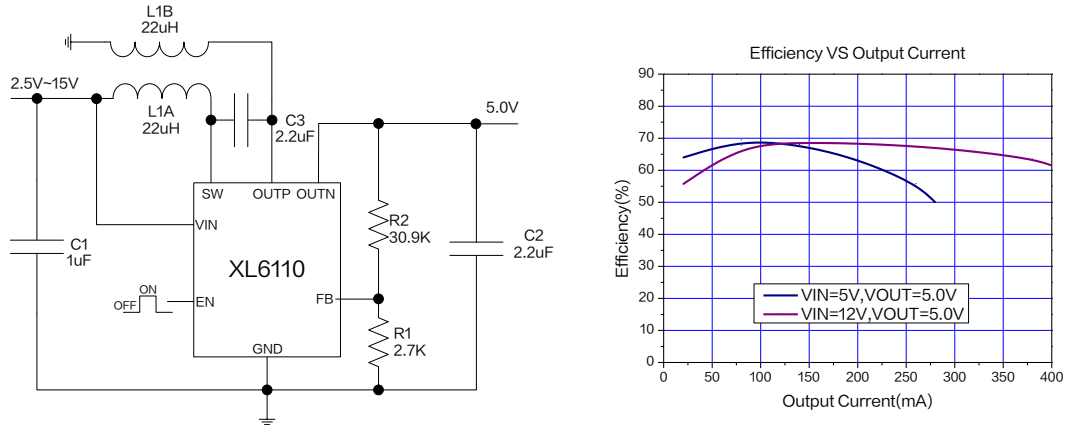 L1B
22uH
2.5V~15V
L1A
22uH
C3
2.2uF
5.0V
SW
OUTP
OUTN
VIN
R2
30.9K
C1
1uF
C2
2.2uF
XL6110
ON
OFF
EN
FB
R1
2.7K
GND
Efficiency VS Output Current
90
80
70
60
50
40
30
20
10
0
Efficiency(%)
VIN=5V,VOUT=5.0V
VIN=12V,VOUT=5.0V
0
50
100
150
200
250
300
350
400
Output Current(mA)